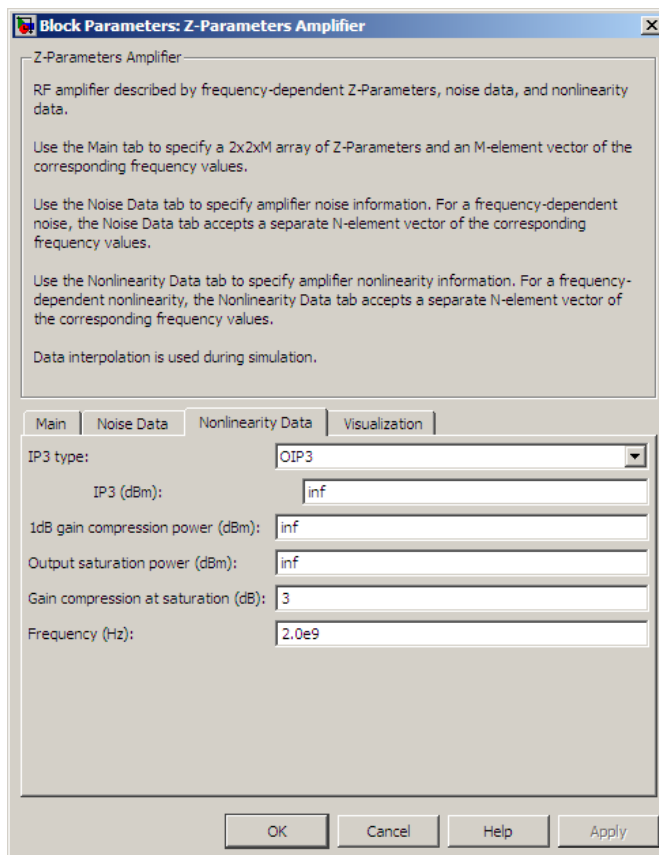 Block Parameters: Z-Parameters Amplifier
Z-Parameters Amplifier
RF amplifier described by frequency-dependent Z-Parameters, noise data, and nonlinearity
data.
Use the Main tab to specify a 2x2xM array of Z-Parameters and an M-element vector of the
corresponding frequency values.
Use the Noise Data tab to specify amplifier noise information. For a frequency-dependent
noise, the Noise Data tab accepts a separate N-element vector of the corresponding
frequency values.
Use the Nonlinearity Data tab to specify amplifier nonlinearity information. For a frequency-
dependent nonlinearity, the Nonlinearity Data tab accepts a separate N-element vector of
the corresponding frequency values.
Data interpolation is used during simulation.
Main Noise Data Nonlinearity Data Visualization
IP3 type: OIP3
IP3 (dBm): inf
1dB gain compression power (dBm): inf
Output saturation power (dBm): inf
Gain compression at saturation (dB): 3
Frequency (Hz): 2.0e9
OK Cancel Help Apply